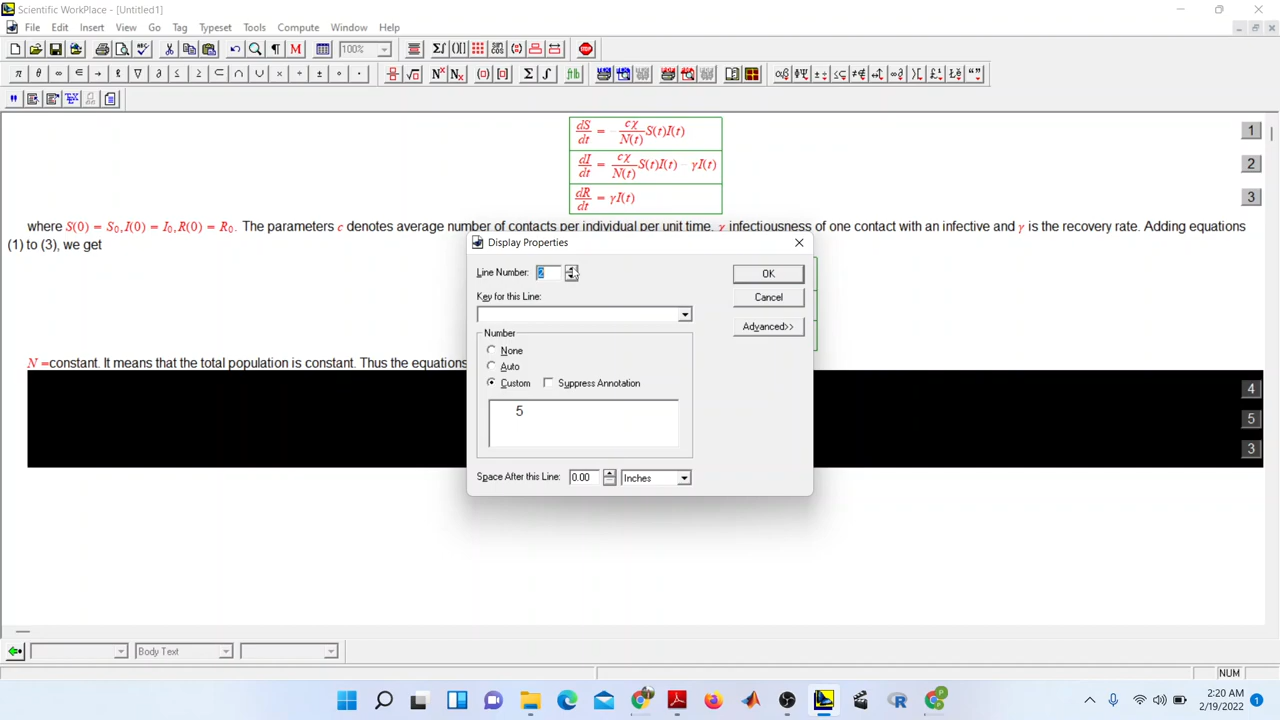 Scientific WorkPlace - [Untitled1]
File Edit Insert View Go Tag Typeset Tools Compute Window Help
100%
dS/dt = - cχ/N(t) S(t)I(t) 1
dI/dt = cχ/N(t) S(t)I(t) - γI(t) 2
dR/dt = γI(t) 3
where S(0) = S₀, I(0) = I₀, R(0) = R₀. The parameters c denotes average number of contacts per individual per unit time, χ infectiousness of one contact with an infective and γ is the recovery rate. Adding equations
(1) to (3), we get
N =constant. It means that the total population is constant. Thus the equations
4
5
3
Display Properties
Line Number: 2
OK
Key for this Line:
Cancel
Advanced>>
Number
None
Auto
Custom Suppress Annotation
5
Space After this Line: 0.00 Inches
Body Text
NUM
2:20 AM
2/19/2022